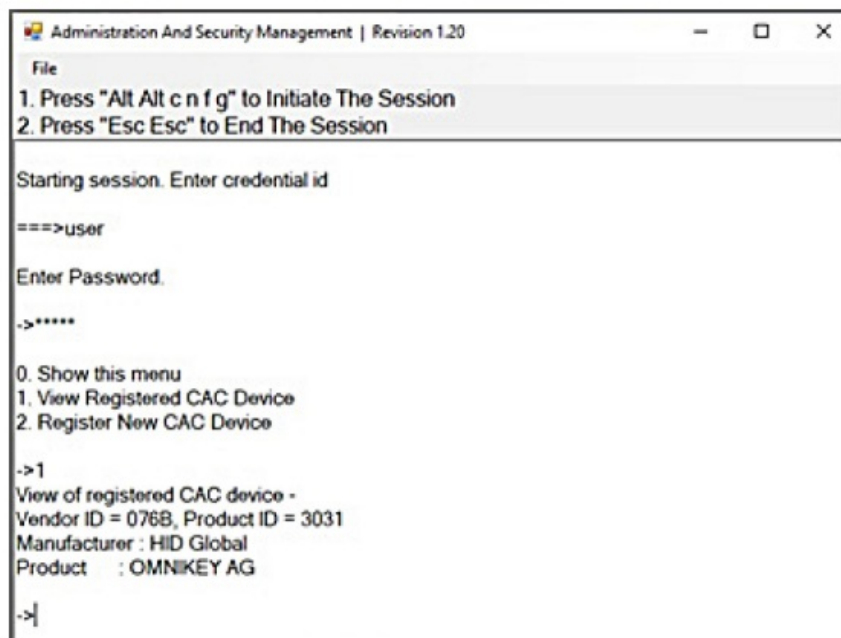 Administration And Security Management | Revision 1.20
File
1. Press "Alt Alt c n f g" to Initiate The Session
2. Press "Esc Esc" to End The Session
Starting session. Enter credential id
===>user
Enter Password.
->*****
0. Show this menu
1. View Registered CAC Device
2. Register New CAC Device
->1
View of registered CAC device -
Vendor ID = 076B, Product ID = 3031
Manufacturer : HID Global
Product : OMNIKEY AG
->